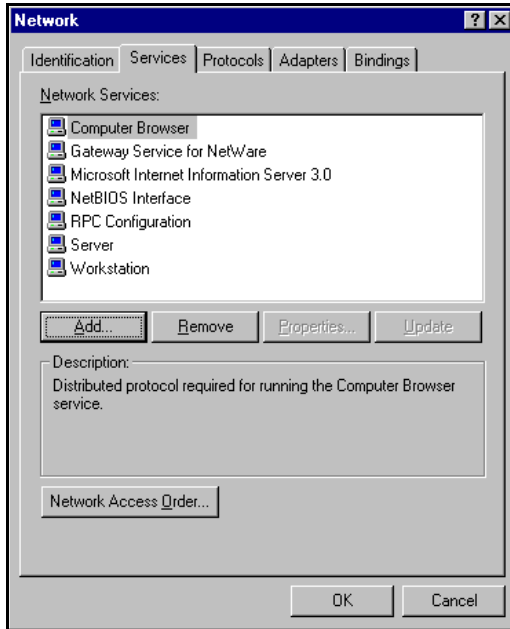 Network
Identification Services Protocols Adapters Bindings
Network Services:
Computer Browser
Gateway Service for NetWare
Microsoft Internet Information Server 3.0
NetBIOS Interface
RPC Configuration
Server
Workstation
Add... Remove Properties... Update
Description:
Distributed protocol required for running the Computer Browser
service.
Network Access Order...
OK Cancel